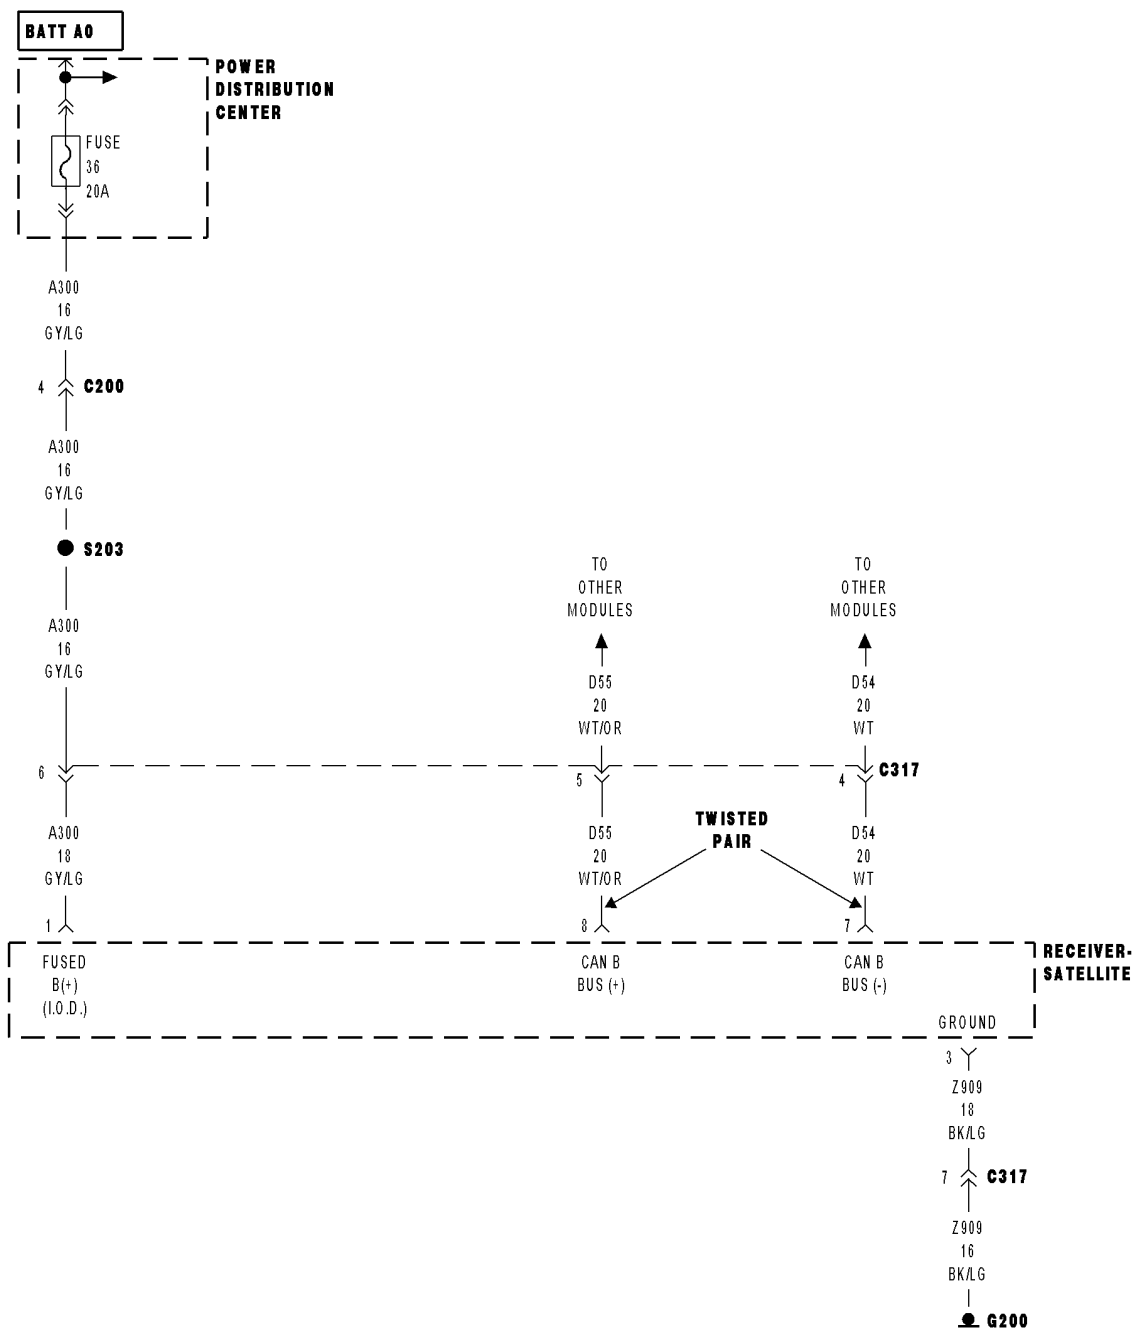 BATT A0
POWER
DISTRIBUTION
CENTER
FUSE
36
20A
A300
16
GY/LG
4
C200
A300
16
GY/LG
S203
A300
16
GY/LG
TO
OTHER
MODULES
TO
OTHER
MODULES
D55
20
WT/OR
D54
20
WT
6
5
4
C317
A300
18
GY/LG
D55
20
WT/OR
TWISTED
PAIR
D54
20
WT
1
8
7
RECEIVER-
SATELLITE
FUSED
B(+)
(I.O.D.)
CAN B
BUS (+)
CAN B
BUS (-)
GROUND
3
Z909
18
BK/LG
7
C317
Z909
16
BK/LG
G200